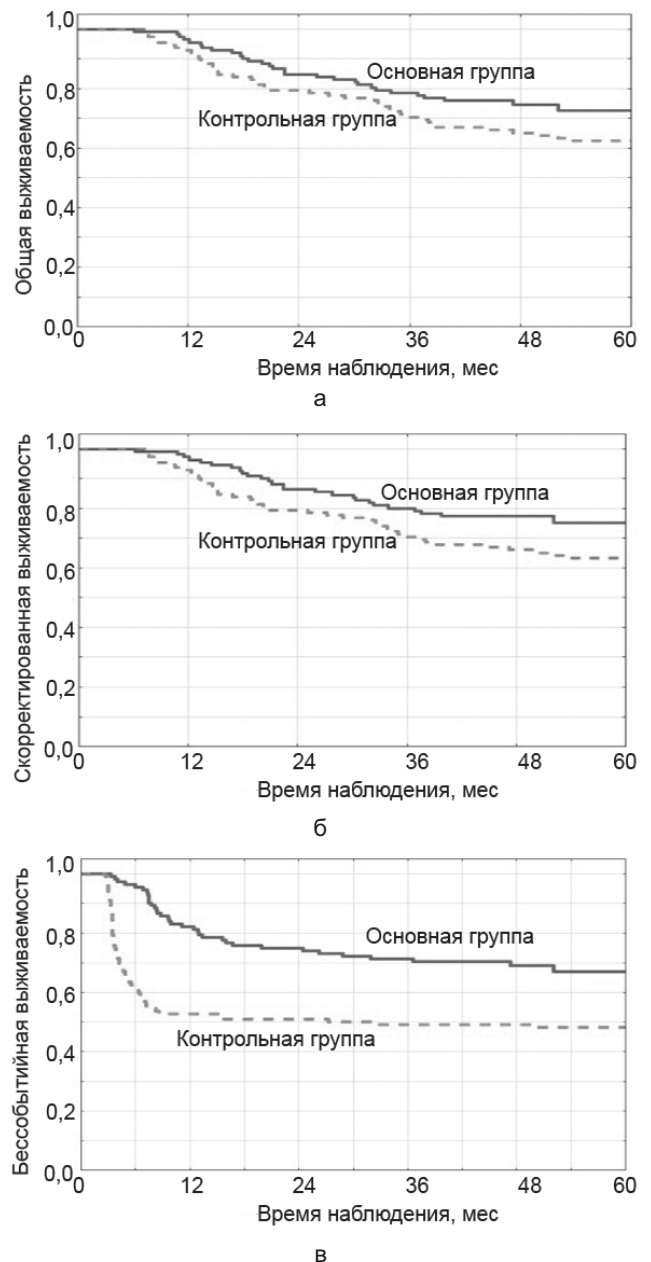 Общая выживаемость
1,0
0,8
0,6
0,4
0,2
0,0
Основная группа
Контрольная группа
0 12 24 36 48 60
Время наблюдения, мес
а
Скорректированная выживаемость
1,0
0,8
0,6
0,4
0,2
0,0
Основная группа
Контрольная группа
0 12 24 36 48 60
Время наблюдения, мес
б
Бессобытийная выживаемость
1,0
0,8
0,6
0,4
0,2
0,0
Основная группа
Контрольная группа
0 12 24 36 48 60
Время наблюдения, мес
в